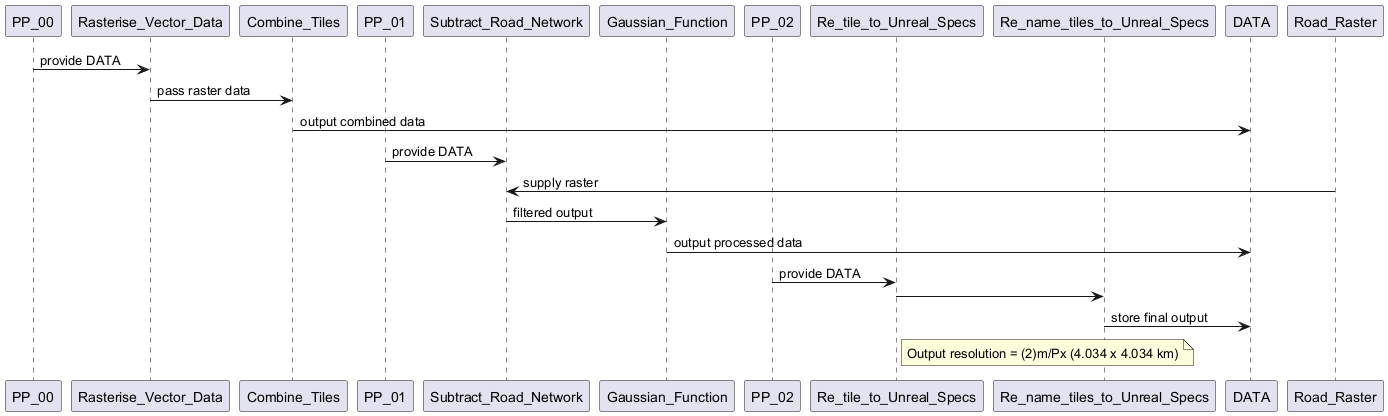 PP_00 Rasterise_Vector_Data Combine_Tiles PP_01 Subtract_Road_Network Gaussian_Function PP_02 Re_tile_to_Unreal_Specs Re_name_tiles_to_Unreal_Specs DATA Road_Raster
provide DATA
pass raster data
output combined data
provide DATA
supply raster
filtered output
output processed data
provide DATA
store final output
Output resolution = (2)m/Px (4.034 x 4.034 km)
PP_00 Rasterise_Vector_Data Combine_Tiles PP_01 Subtract_Road_Network Gaussian_Function PP_02 Re_tile_to_Unreal_Specs Re_name_tiles_to_Unreal_Specs DATA Road_Raster